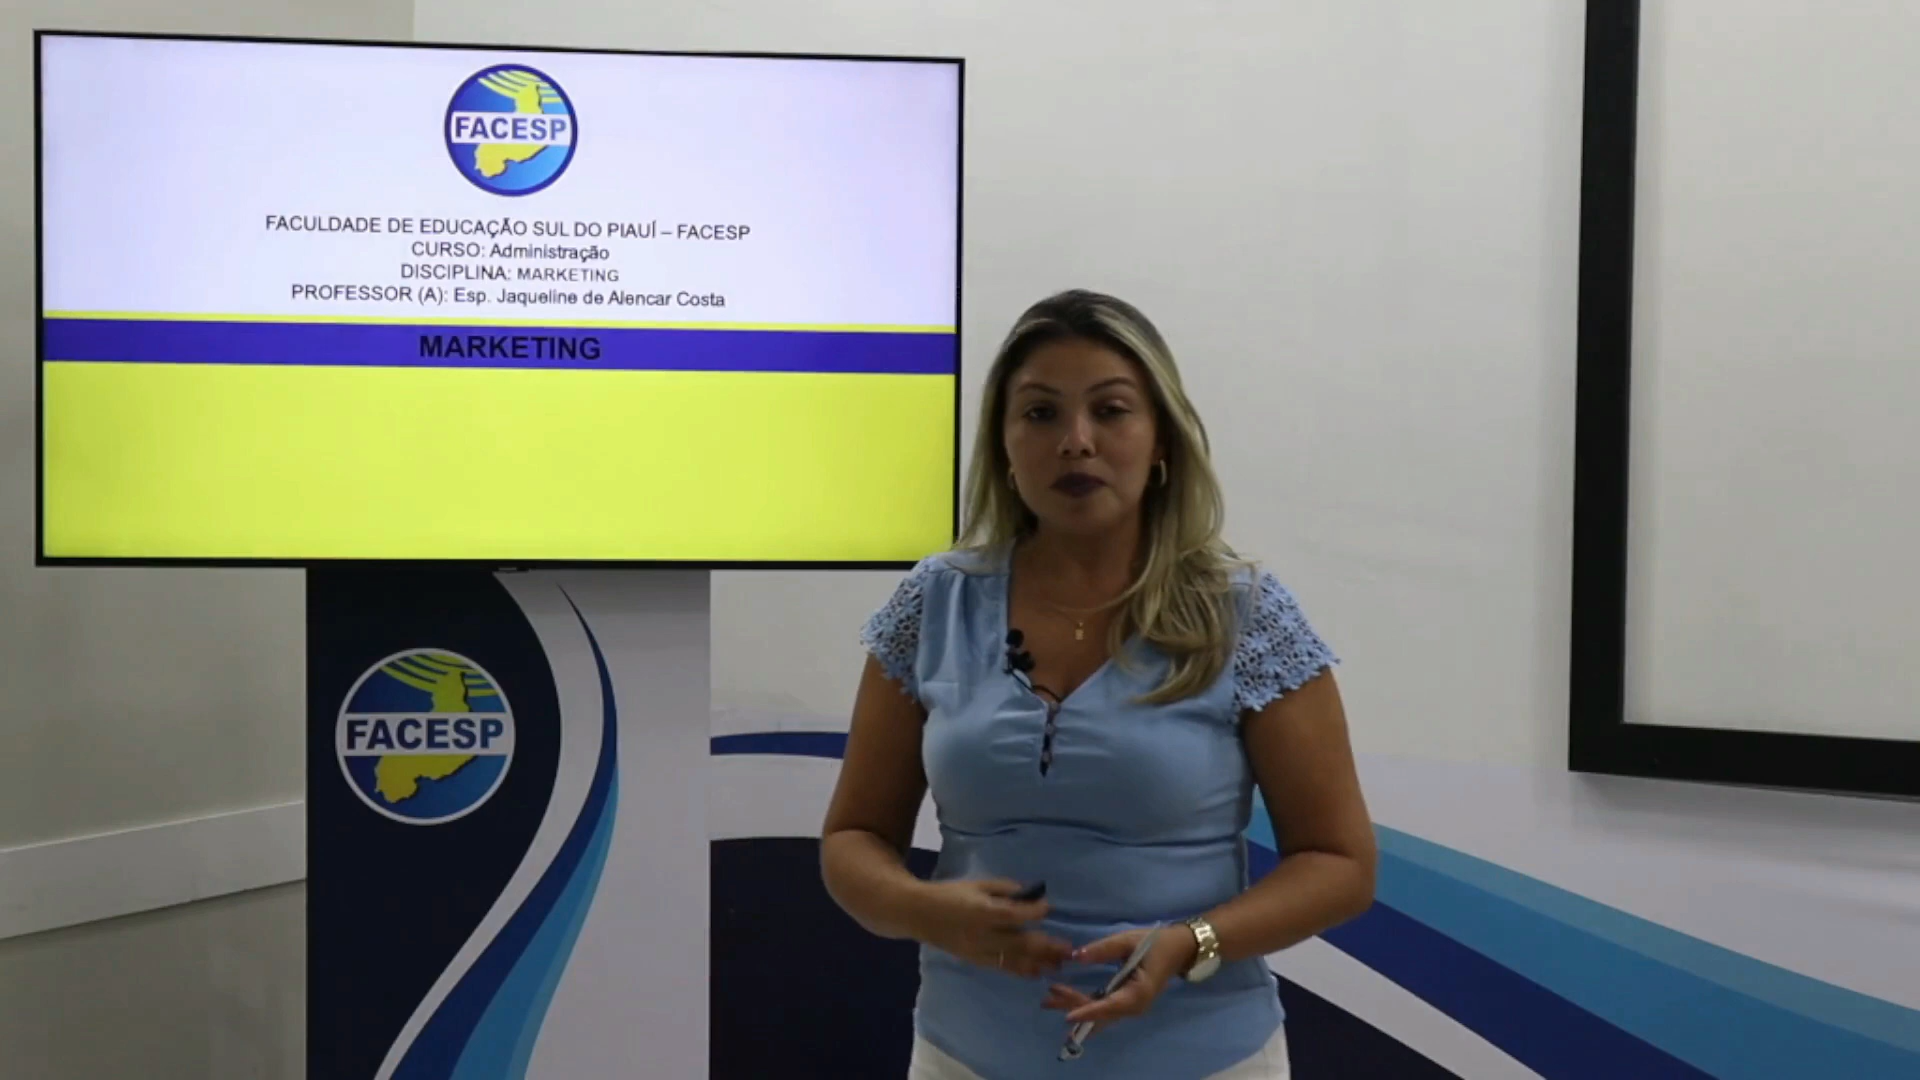 FACESP
FACULDADE DE EDUCAÇÃO SUL DO PIAUÍ – FACESP
CURSO: Administração
DISCIPLINA: MARKETING
PROFESSOR (A): Esp. Jaqueline de Alencar Costa
MARKETING
FACESP